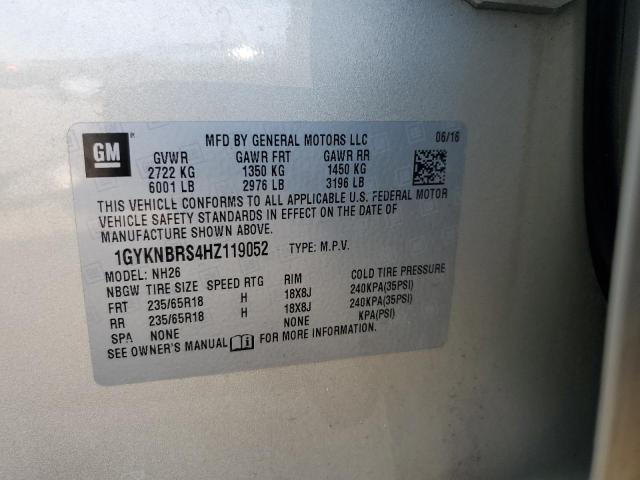 GM
MFD BY GENERAL MOTORS LLC 06/16
GVWR GAWR FRT GAWR RR
2722 KG 1350 KG 1450 KG
6001 LB 2976 LB 3196 LB
THIS VEHICLE CONFORMS TO ALL APPLICABLE U.S. FEDERAL MOTOR
VEHICLE SAFETY STANDARDS IN EFFECT ON THE DATE OF
MANUFACTURE SHOWN ABOVE.
1GYKNBRS4HZ119052 TYPE: M.P.V.
MODEL: NH26
NBGW TIRE SIZE SPEED RTG RIM COLD TIRE PRESSURE
FRT 235/65R18 H 18X8J 240KPA(35PSI)
RR 235/65R18 H 18X8J 240KPA(35PSI)
SPA NONE NONE KPA(PSI)
SEE OWNER'S MANUAL FOR MORE INFORMATION.